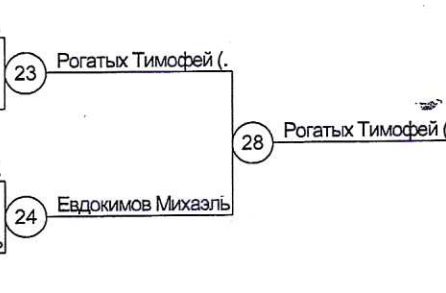 Рогатых Тимофей (.
23
28
Рогатых Тимофей (
Евдокимов Михаэль
24